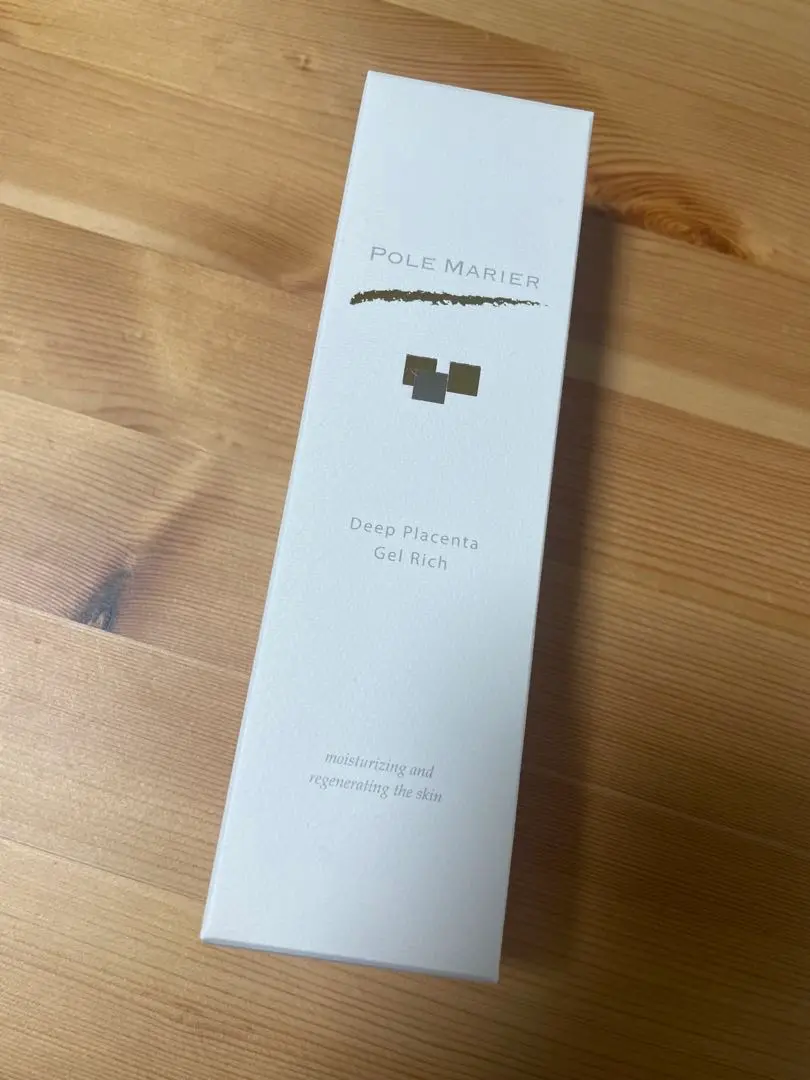 POLE MARIER
Deep Placenta
Gel Rich
moisturizing and
regenerating the skin